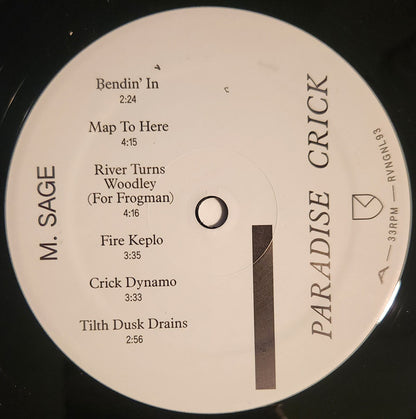 M. SAGE
Bendin' In
2:24
Map To Here
4:15
River Turns
Woodley
(For Frogman)
4:16
Fire Keplo
3:35
Crick Dynamo
3:33
Tilth Dusk Drains
2:56
PARADISE CRICK
A — 33RPM — RVNGNL93